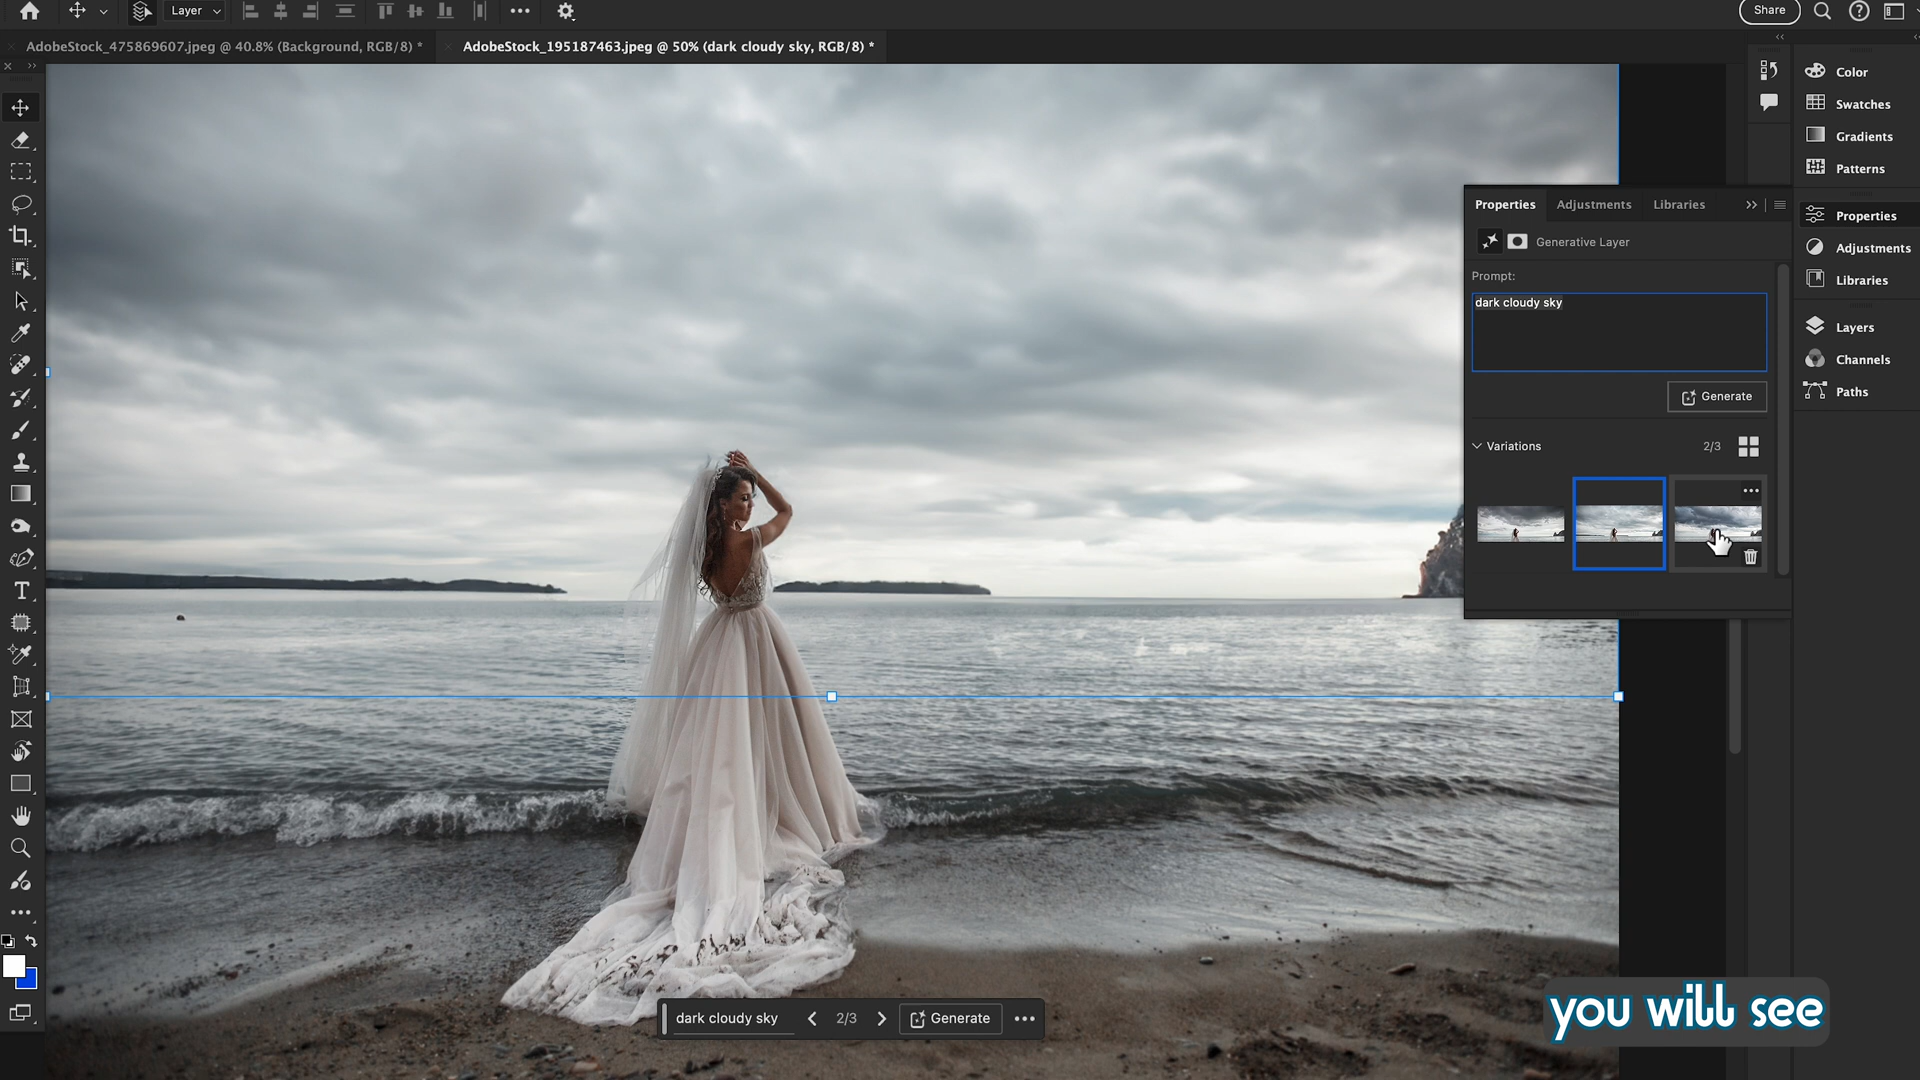 Layer
Share
AdobeStock_475869607.jpeg @ 40.8% (Background, RGB/8) *
AdobeStock_195187463.jpeg @ 50% (dark cloudy sky, RGB/8) *
Color
Swatches
Gradients
Patterns
Properties
Adjustments
Libraries
Layers
Channels
Paths
Properties
Adjustments
Libraries
Generative Layer
Prompt:
dark cloudy sky
Generate
Variations
2/3
dark cloudy sky
2/3
Generate
you will see